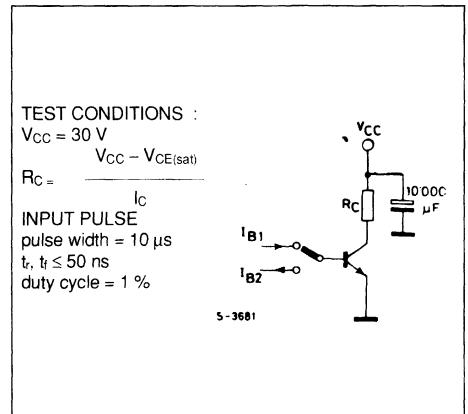 TEST CONDITIONS :
VCC = 30 V
RC = VCC – VCE(sat)
IC
INPUT PULSE
pulse width = 10 µs
tr, tf ≤ 50 ns
duty cycle = 1 %
VCC
RC
10000
µF
IB1
IB2
S-3681